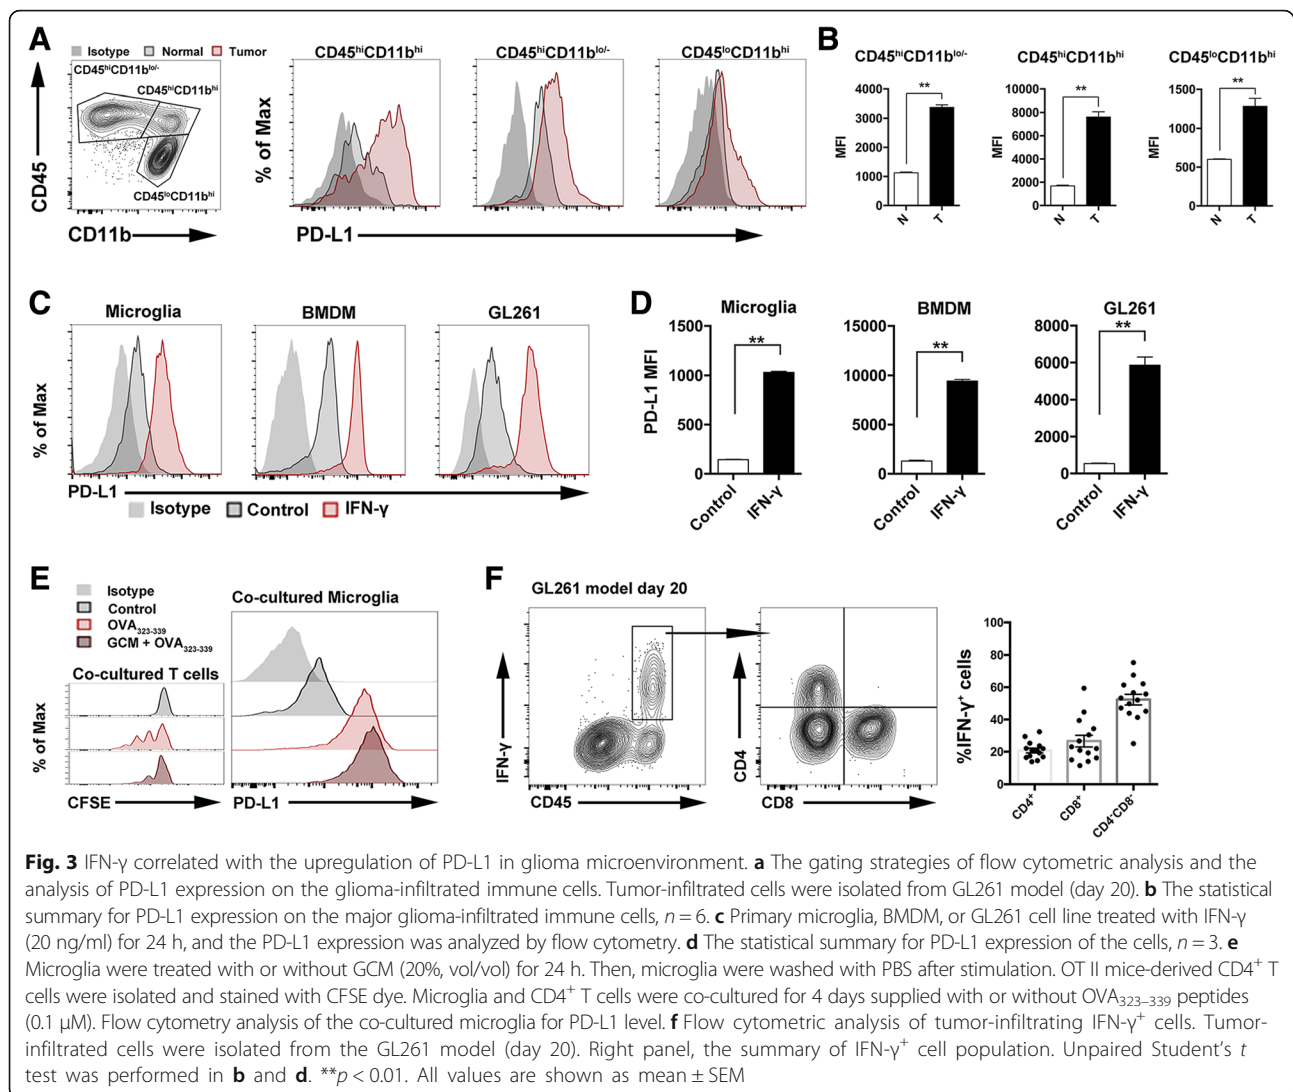 A
Isotype Normal Tumor
CD45hiCD11blo/-
CD45hiCD11bhi
CD45loCD11bhi
CD45
CD11b
CD45hiCD11bhi CD45hiCD11blo/- CD45loCD11bhi
% of Max
PD-L1
B
CD45hiCD11blo/- CD45hiCD11bhi CD45loCD11bhi
MFI
4000
3000
2000
1000
0
N T
**
MFI
10000
8000
6000
4000
2000
0
N T
**
MFI
1500
1000
500
0
N T
**
C
Microglia BMDM GL261
% of Max
PD-L1
Isotype Control IFN-γ
D
Microglia BMDM GL261
PD-L1 MFI
1500
1000
500
0
Control IFN-γ
**
15000
10000
5000
0
Control IFN-γ
**
8000
6000
4000
2000
0
Control IFN-γ
**
E
Isotype
Control
OVA323-339
GCM + OVA323-339
Co-cultured T cells
Co-cultured Microglia
% of Max
CFSE
PD-L1
F
GL261 model day 20
IFN-γ
CD45
CD4
CD8
%IFN-γ+ cells
100
80
60
40
20
0
CD4+ CD8+ CD4-CD8-
Fig. 3 IFN-γ correlated with the upregulation of PD-L1 in glioma microenvironment. a The gating strategies of flow cytometric analysis and the
analysis of PD-L1 expression on the glioma-infiltrated immune cells. Tumor-infiltrated cells were isolated from GL261 model (day 20). b The statistical
summary for PD-L1 expression on the major glioma-infiltrated immune cells, n = 6. c Primary microglia, BMDM, or GL261 cell line treated with IFN-γ
(20 ng/ml) for 24 h, and the PD-L1 expression was analyzed by flow cytometry. d The statistical summary for PD-L1 expression of the cells, n = 3. e
Microglia were treated with or without GCM (20%, vol/vol) for 24 h. Then, microglia were washed with PBS after stimulation. OT II mice-derived CD4+ T
cells were isolated and stained with CFSE dye. Microglia and CD4+ T cells were co-cultured for 4 days supplied with or without OVA323–339 peptides
(0.1 μM). Flow cytometry analysis of the co-cultured microglia for PD-L1 level. f Flow cytometric analysis of tumor-infiltrating IFN-γ+ cells. Tumor-
infiltrated cells were isolated from the GL261 model (day 20). Right panel, the summary of IFN-γ+ cell population. Unpaired Student's t
test was performed in b and d. **p < 0.01. All values are shown as mean ± SEM